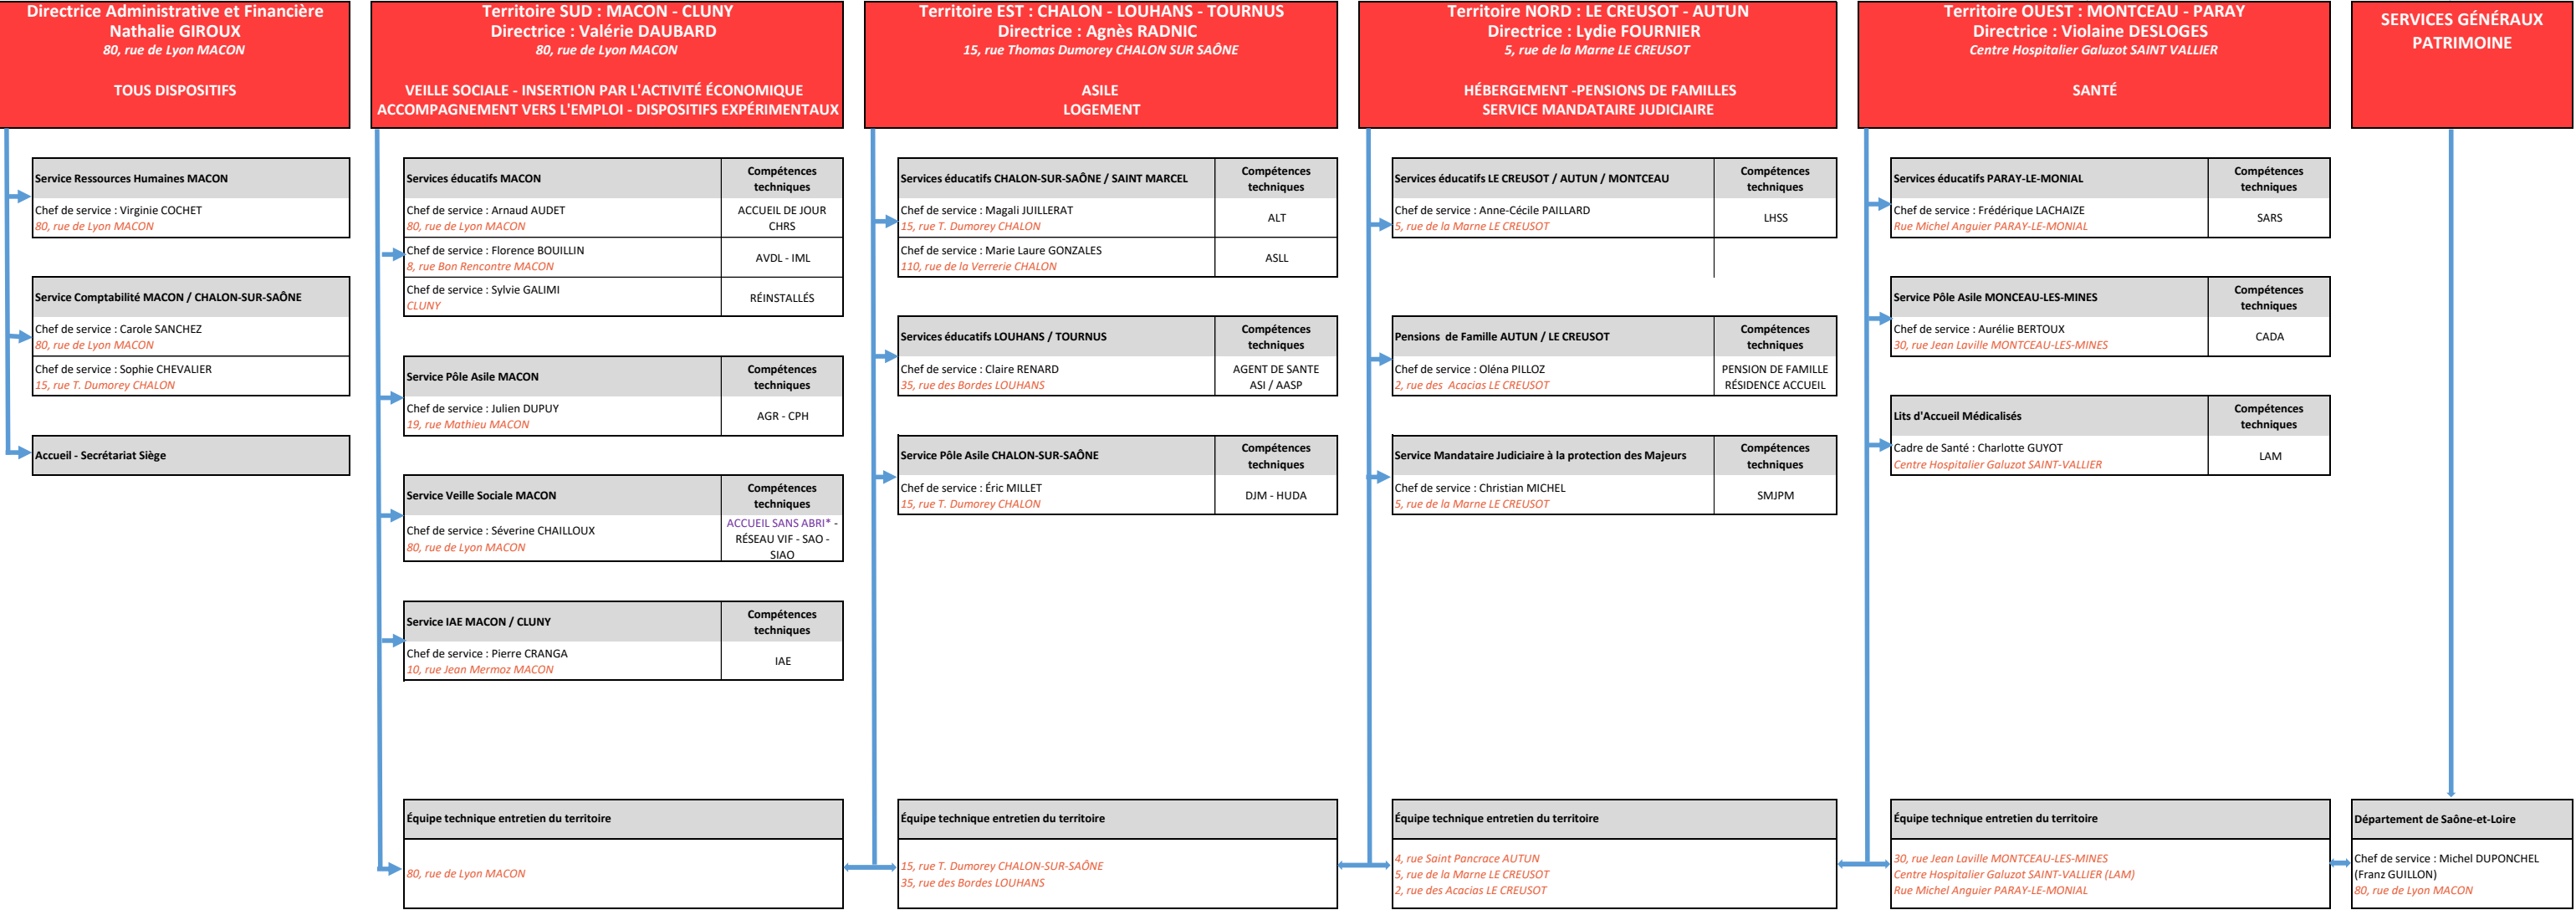 Directrice Administrative et Financière
Nathalie GIROUX
80, rue de Lyon MACON
TOUS DISPOSITIFS
Service Ressources Humaines MACON
Chef de service : Virginie COCHET
80, rue de Lyon MACON
Service Comptabilité MACON / CHALON-SUR-SAÔNE
Chef de service : Carole SANCHEZ
80, rue de Lyon MACON
Chef de service : Sophie CHEVALIER
15, rue T. Dumorey CHALON
Accueil - Secrétariat Siège
Territoire SUD : MACON - CLUNY
Directrice : Valérie DAUBARD
80, rue de Lyon MACON
VEILLE SOCIALE - INSERTION PAR L'ACTIVITÉ ÉCONOMIQUE
ACCOMPAGNEMENT VERS L'EMPLOI - DISPOSITIFS EXPÉRIMENTAUX
Services éducatifs MACON
Compétences
techniques
Chef de service : Arnaud AUDET
80, rue de Lyon MACON
ACCUEIL DE JOUR
CHRS
Chef de service : Florence BOUILLIN
8, rue Bon Rencontre MACON
AVDL - IML
Chef de service : Sylvie GALIMI
CLUNY
RÉINSTALLÉS
Service Pôle Asile MACON
Compétences
techniques
Chef de service : Julien DUPUY
19, rue Mathieu MACON
AGR - CPH
Service Veille Sociale MACON
Compétences
techniques
Chef de service : Séverine CHAILLOUX
80, rue de Lyon MACON
ACCUEIL SANS ABRI* -
RÉSEAU VIF - SAO -
SIAO
Service IAE MACON / CLUNY
Compétences
techniques
Chef de service : Pierre CRANGA
10, rue Jean Mermoz MACON
IAE
Équipe technique entretien du territoire
80, rue de Lyon MACON
Territoire EST : CHALON - LOUHANS - TOURNUS
Directrice : Agnès RADNIC
15, rue Thomas Dumorey CHALON SUR SAÔNE
ASILE
LOGEMENT
Services éducatifs CHALON-SUR-SAÔNE / SAINT MARCEL
Compétences
techniques
Chef de service : Magali JUILLERAT
15, rue T. Dumorey CHALON
ALT
Chef de service : Marie Laure GONZALES
110, rue de la Verrerie CHALON
ASLL
Services éducatifs LOUHANS / TOURNUS
Compétences
techniques
Chef de service : Claire RENARD
35, rue des Bordes LOUHANS
AGENT DE SANTE
ASI / AASP
Service Pôle Asile CHALON-SUR-SAÔNE
Compétences
techniques
Chef de service : Éric MILLET
15, rue T. Dumorey CHALON
DJM - HUDA
Équipe technique entretien du territoire
15, rue T. Dumorey CHALON-SUR-SAÔNE
35, rue des Bordes LOUHANS
Territoire NORD : LE CREUSOT - AUTUN
Directrice : Lydie FOURNIER
5, rue de la Marne LE CREUSOT
HÉBERGEMENT -PENSIONS DE FAMILLES
SERVICE MANDATAIRE JUDICIAIRE
Services éducatifs LE CREUSOT / AUTUN / MONTCEAU
Compétences
techniques
Chef de service : Anne-Cécile PAILLARD
5, rue de la Marne LE CREUSOT
LHSS
Pensions  de Famille AUTUN / LE CREUSOT
Compétences
techniques
Chef de service : Oléna PILLOZ
2, rue des  Acacias LE CREUSOT
PENSION DE FAMILLE
RÉSIDENCE ACCUEIL
Service Mandataire Judiciaire à la protection des Majeurs
Compétences
techniques
Chef de service : Christian MICHEL
5, rue de la Marne LE CREUSOT
SMJPM
Équipe technique entretien du territoire
4, rue Saint Pancrace AUTUN
5, rue de la Marne LE CREUSOT
2, rue des Acacias LE CREUSOT
Territoire OUEST : MONTCEAU - PARAY
Directrice : Violaine DESLOGES
Centre Hospitalier Galuzot SAINT VALLIER
SANTÉ
Services éducatifs PARAY-LE-MONIAL
Compétences
techniques
Chef de service : Frédérique LACHAIZE
Rue Michel Anguier PARAY-LE-MONIAL
SARS
Service Pôle Asile MONCEAU-LES-MINES
Compétences
techniques
Chef de service : Aurélie BERTOUX
30, rue Jean Laville MONTCEAU-LES-MINES
CADA
Lits d'Accueil Médicalisés
Compétences
techniques
Cadre de Santé : Charlotte GUYOT
Centre Hospitalier Galuzot SAINT-VALLIER
LAM
Équipe technique entretien du territoire
30, rue Jean Laville MONTCEAU-LES-MINES
Centre Hospitalier Galuzot SAINT-VALLIER (LAM)
Rue Michel Anguier PARAY-LE-MONIAL
SERVICES GÉNÉRAUX
PATRIMOINE
Département de Saône-et-Loire
Chef de service : Michel DUPONCHEL
(Franz GUILLON)
80, rue de Lyon MACON